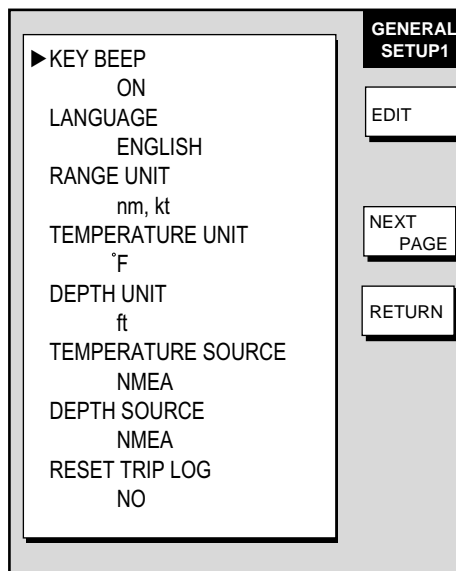 ▶KEY BEEP
ON
LANGUAGE
ENGLISH
RANGE UNIT
nm, kt
TEMPERATURE UNIT
°F
DEPTH UNIT
ft
TEMPERATURE SOURCE
NMEA
DEPTH SOURCE
NMEA
RESET TRIP LOG
NO
GENERAL
SETUP1
EDIT
NEXT
PAGE
RETURN